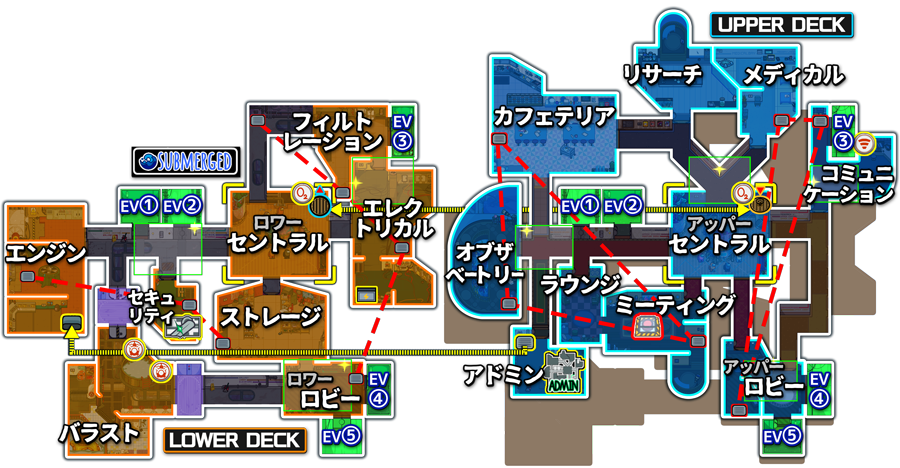 UPPER DECK
リサーチ
メディカル
カフェテリア
EV
③
コミュニ
ケーション
EV① EV②
アッパー
セントラル
オブザ
ベートリー
ラウンジ
ミーティング
アドミン
ADMIN
アッパー
ロビー
EV
④
EV⑤
フィルト
レーション
EV
③
SUBMERGED
EV① EV②
ロワー
セントラル
エレク
トリカル
エンジン
セキュ
リティ
ストレージ
ロワー
ロビー
EV
④
EV⑤
バラスト
LOWER DECK